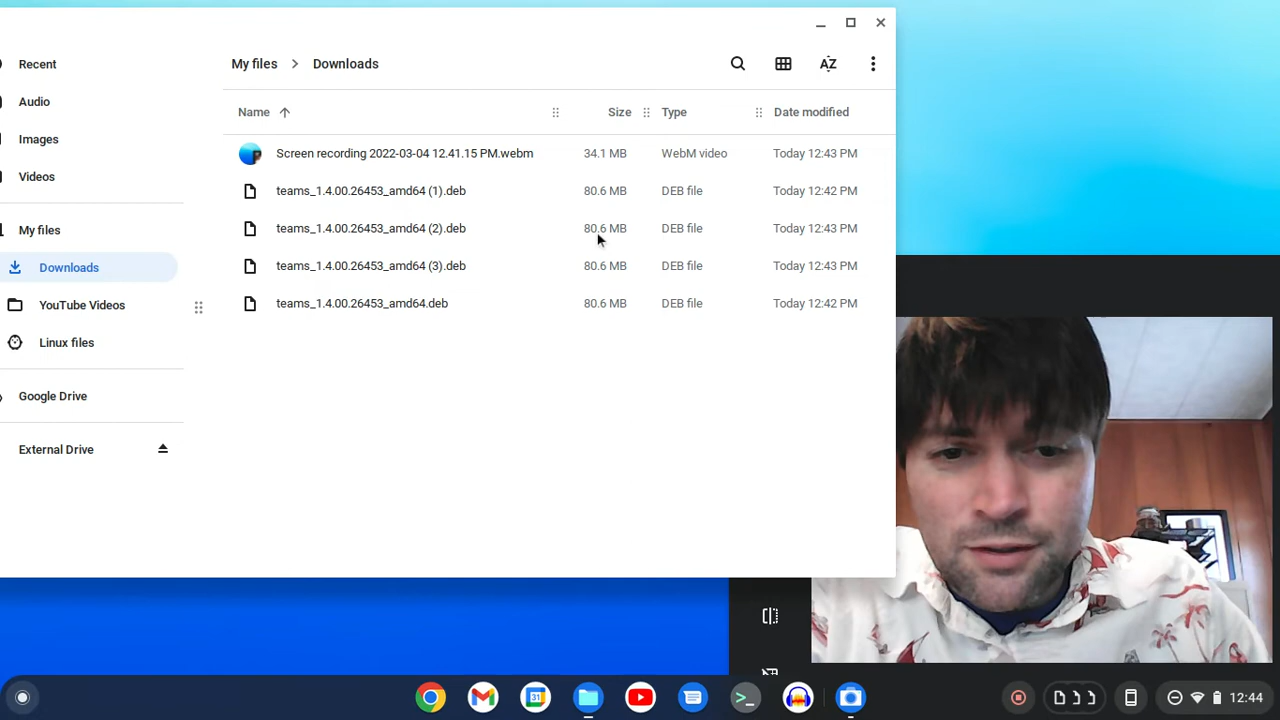 My files
Downloads
Recent
Audio
Images
Videos
My files
Downloads
YouTube Videos
Linux files
Google Drive
External Drive
Name Size Type Date modified
Screen recording 2022-03-04 12.41.15 PM.webm 34.1 MB WebM video Today 12:43 PM
teams_1.4.00.26453_amd64 (1).deb 80.6 MB DEB file Today 12:42 PM
teams_1.4.00.26453_amd64 (2).deb 80.6 MB DEB file Today 12:43 PM
teams_1.4.00.26453_amd64 (3).deb 80.6 MB DEB file Today 12:43 PM
teams_1.4.00.26453_amd64.deb 80.6 MB DEB file Today 12:42 PM
12:44